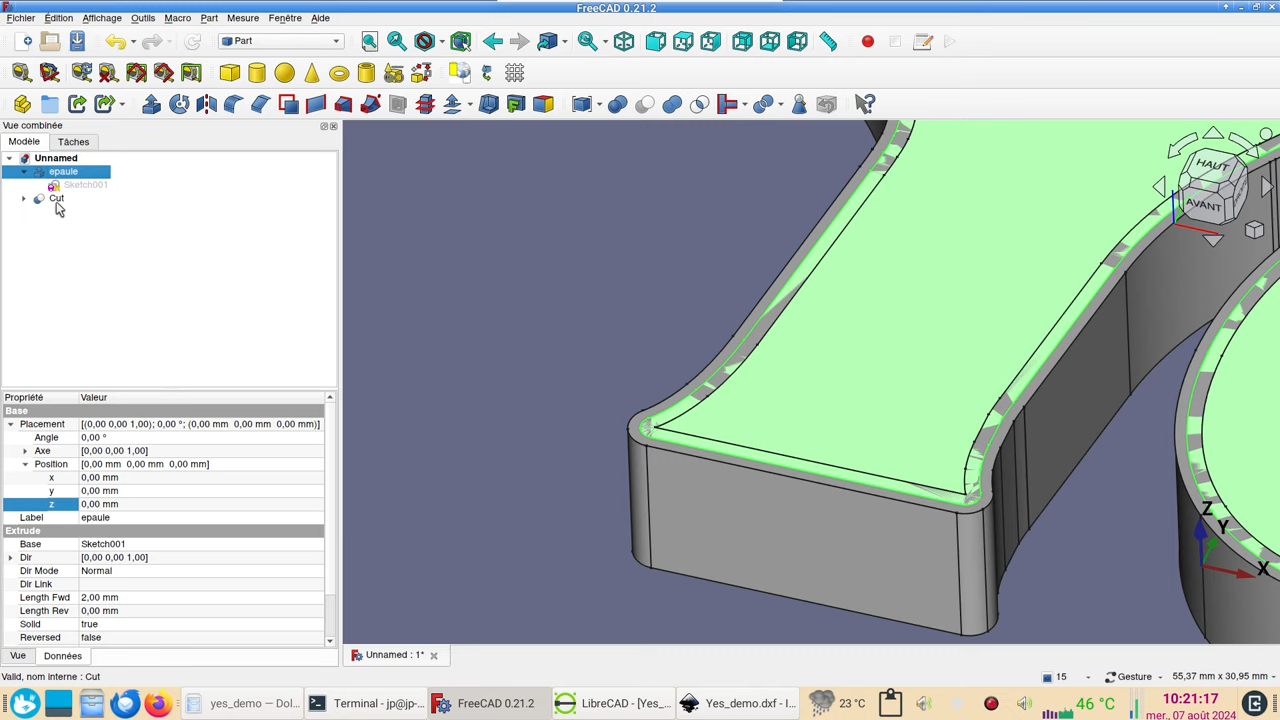 FreeCAD 0.21.2
Fichier Édition Affichage Outils Macro Part Mesure Fenêtre Aide
Part
Vue combinée
Modèle Tâches
Unnamed
epaule
Sketch001
Cut
HAUT
AVANT
Propriété Valeur
Base
Placement [(0,00 0,00 1,00); 0,00 °; (0,00 mm 0,00 mm 0,00 mm)]
Angle 0,00 °
Axe [0,00 0,00 1,00]
Position [0,00 mm 0,00 mm 0,00 mm]
x 0,00 mm
y 0,00 mm
z 0,00 mm
Label epaule
Extrude
Base Sketch001
Dir [0,00 0,00 1,00]
Dir Mode Normal
Dir Link
Length Fwd 2,00 mm
Length Rev 0,00 mm
Solid true
Reversed false
Z
Y
X
Vue Données
Unnamed : 1*
Valid, nom interne : Cut
15 Gesture 55,37 mm x 30,95 mm
yes_demo — Dol... Terminal - jp@jp-... FreeCAD 0.21.2 LibreCAD - [Yes_... Yes_demo.dxf - I... 23 °C 46 °C 10:21:17
mer., 07 août 2024